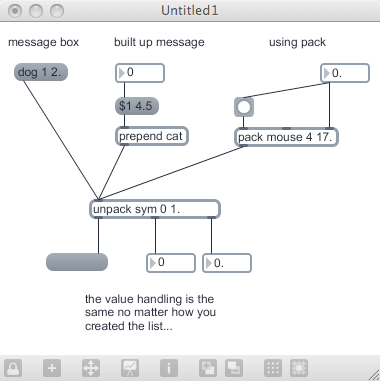 Untitled1
message box built up message using pack
dog 1 2. 0 0.
$1 4.5
prepend cat pack mouse 4 17.
unpack sym 0 1.
0 0.
the value handling is the
same no matter how you
created the list...